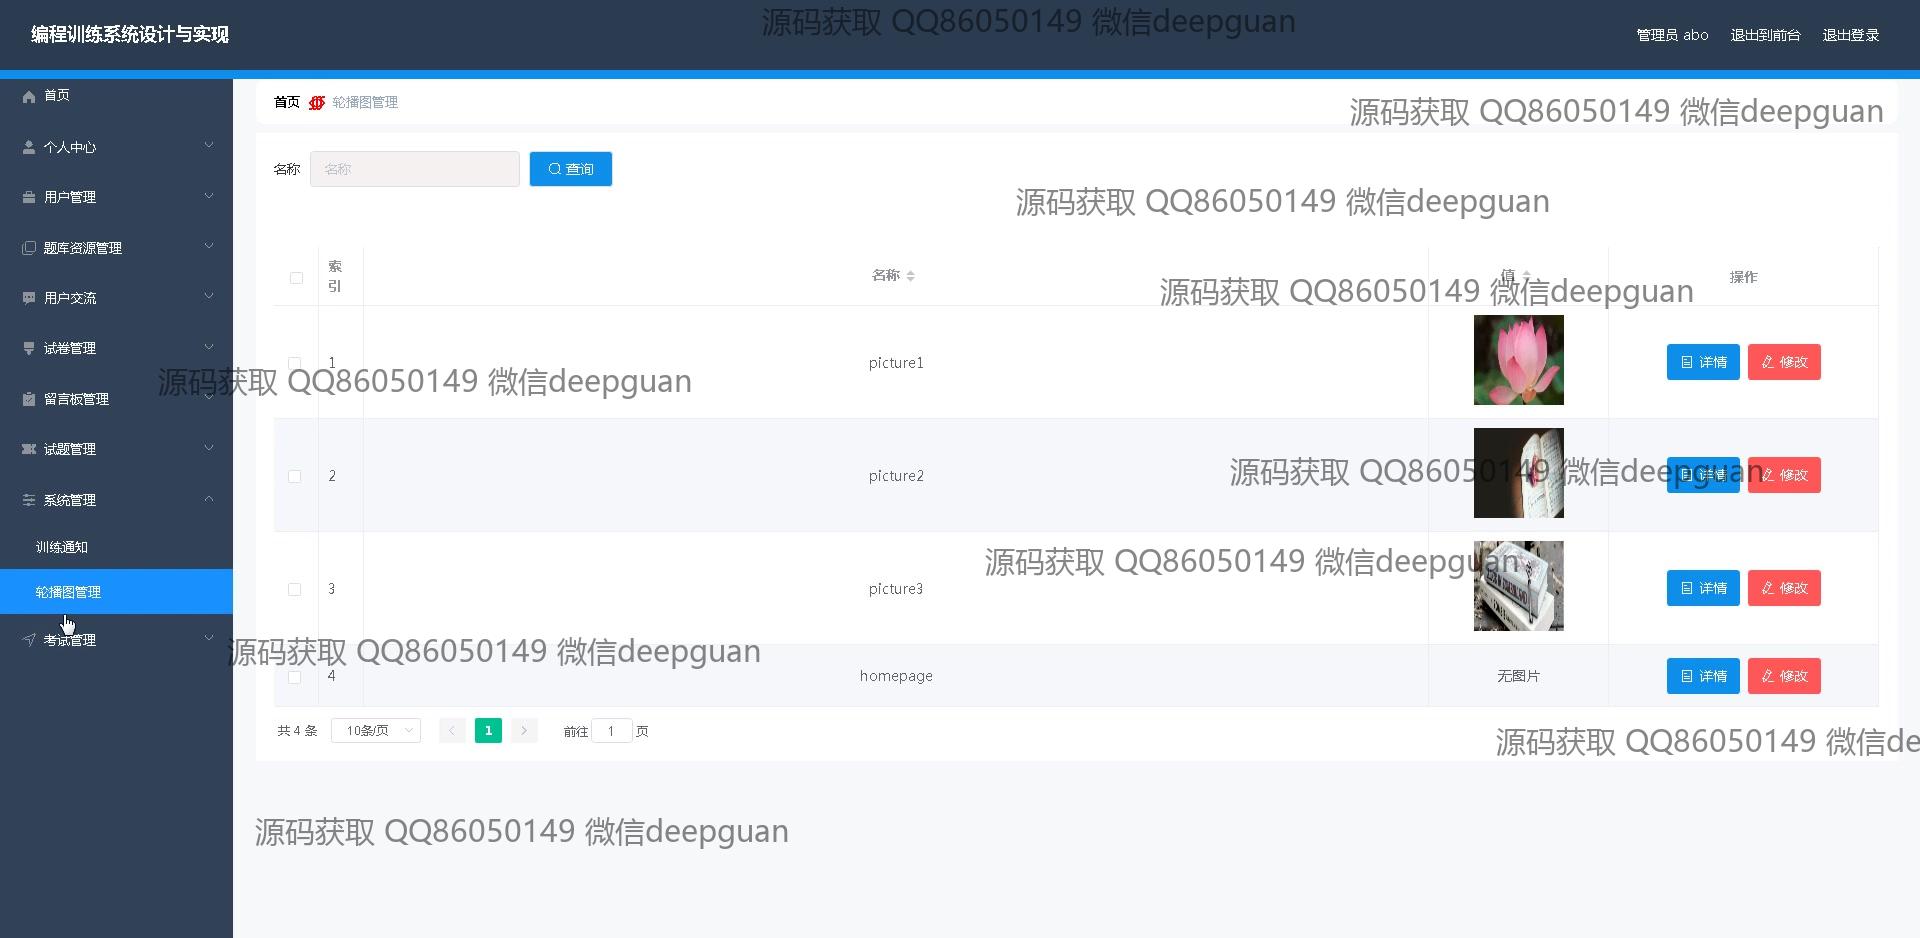 编程训练系统设计与实现
源码获取 QQ86050149 微信deepguan
管理员 abo 退出到前台 退出登录
首页
个人中心
用户管理
题库资源管理
用户交流
试卷管理
留言板管理
试题管理
系统管理
训练通知
轮播图管理
考试管理
首页 轮播图管理
源码获取 QQ86050149 微信deepguan
名称 名称 查询
源码获取 QQ86050149 微信deepguan
索引 名称 值 操作
源码获取 QQ86050149 微信deepguan
1 picture1 详情 修改
源码获取 QQ86050149 微信deepguan
2 picture2 详情 修改
源码获取 QQ86050149 微信deepguan
源码获取 QQ86050149 微信deepguan
3 picture3 详情 修改
源码获取 QQ86050149 微信deepguan
4 homepage 无图片 详情 修改
共 4 条 10条/页 1 前往 1 页
源码获取 QQ86050149 微信de
源码获取 QQ86050149 微信deepguan